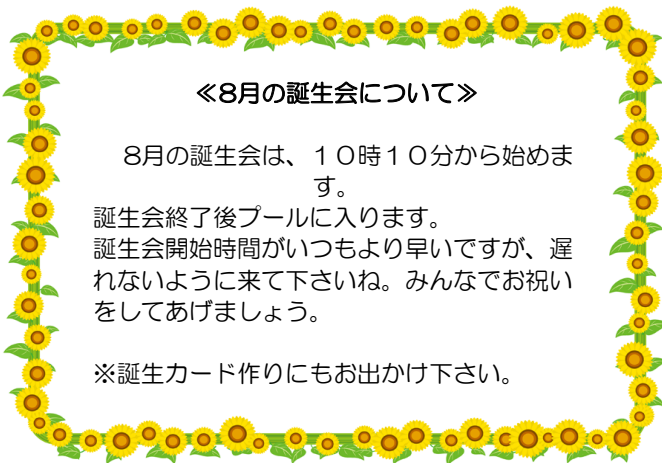 ≪8月の誕生会について≫
8月の誕生会は、１０時１０分から始めま
す。
誕生会終了後プールに入ります。
誕生会開始時間がいつもより早いですが、遅
れないように来て下さいね。みんなでお祝い
をしてあげましょう。
※誕生カード作りにもお出かけ下さい。